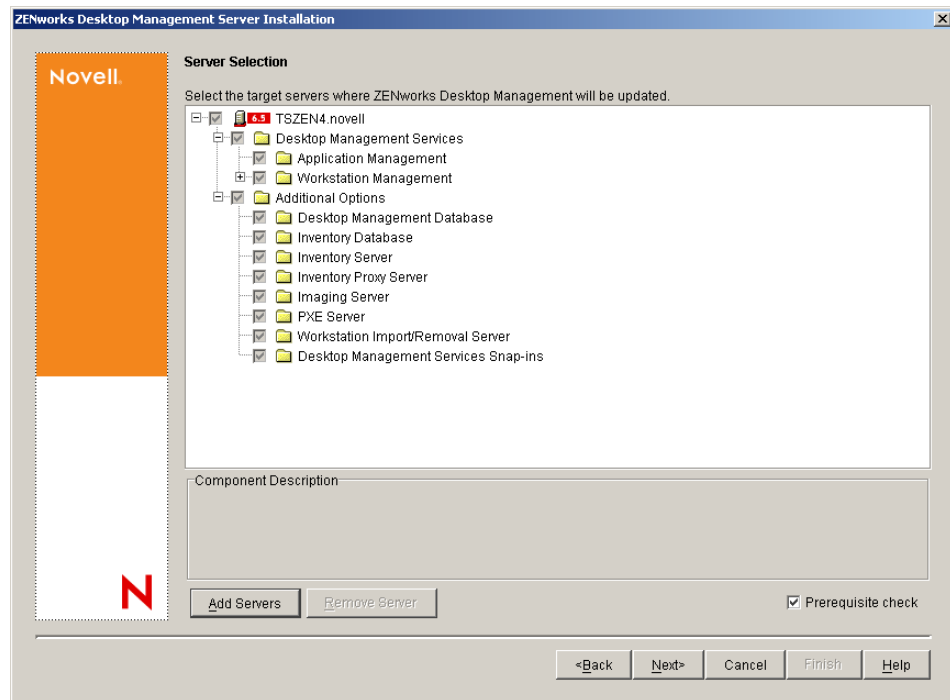 ZENworks Desktop Management Server Installation
Novell.
Server Selection
Select the target servers where ZENworks Desktop Management will be updated.
6.5 TSZEN4.novell
Desktop Management Services
Application Management
Workstation Management
Additional Options
Desktop Management Database
Inventory Database
Inventory Server
Inventory Proxy Server
Imaging Server
PXE Server
Workstation Import/Removal Server
Desktop Management Services Snap-ins
Component Description
N
Add Servers Remove Server Prerequisite check
<Back Next> Cancel Finish Help